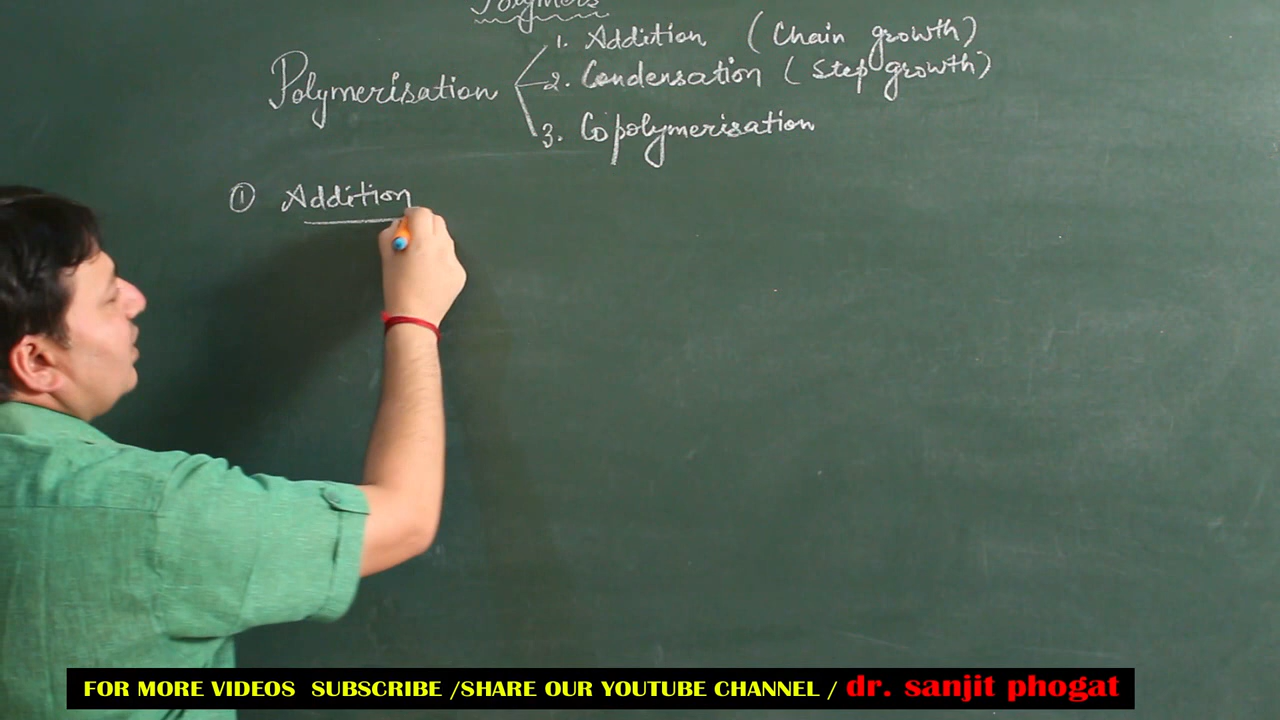 Polymers
1. Addition (Chain growth)
Polymerisation 2. Condensation (Step growth)
3. Copolymerisation
① Addition
FOR MORE VIDEOS SUBSCRIBE /SHARE OUR YOUTUBE CHANNEL / dr. sanjit phogat